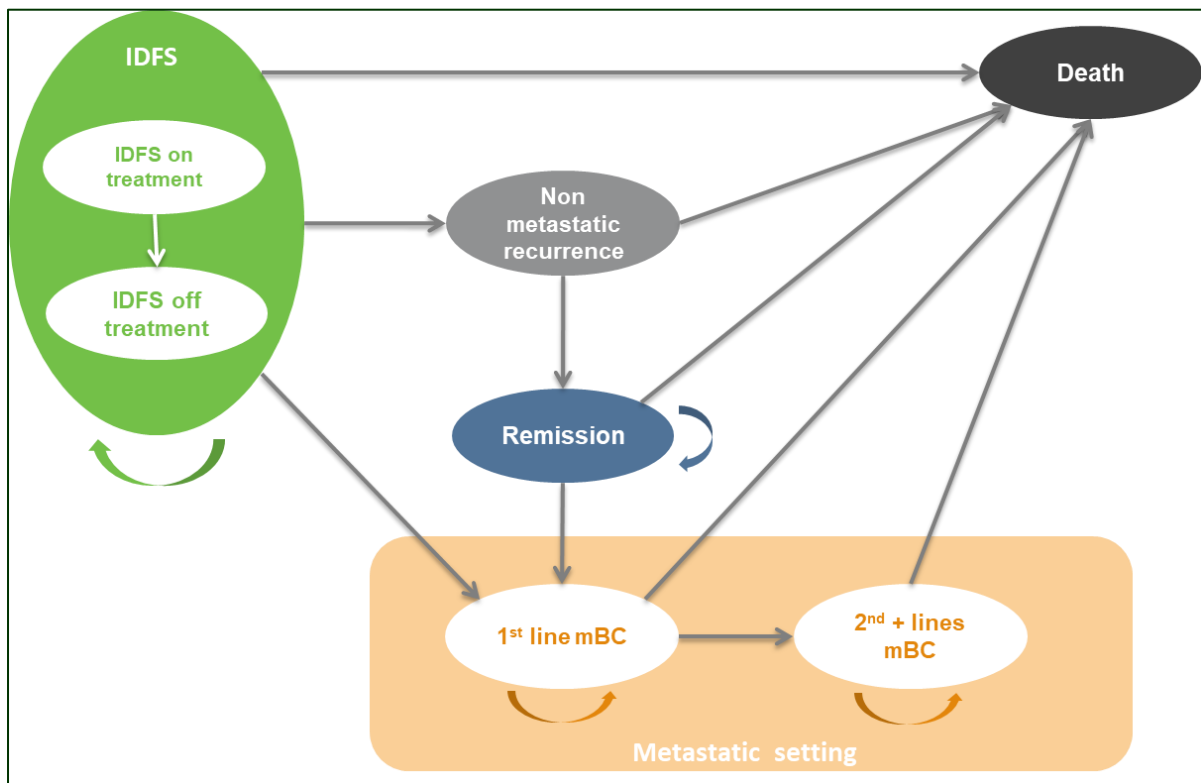 IDFS
IDFS on
treatment
IDFS off
treatment
Death
Non
metastatic
recurrence
Remission
1st line mBC
2nd + lines
mBC
Metastatic setting